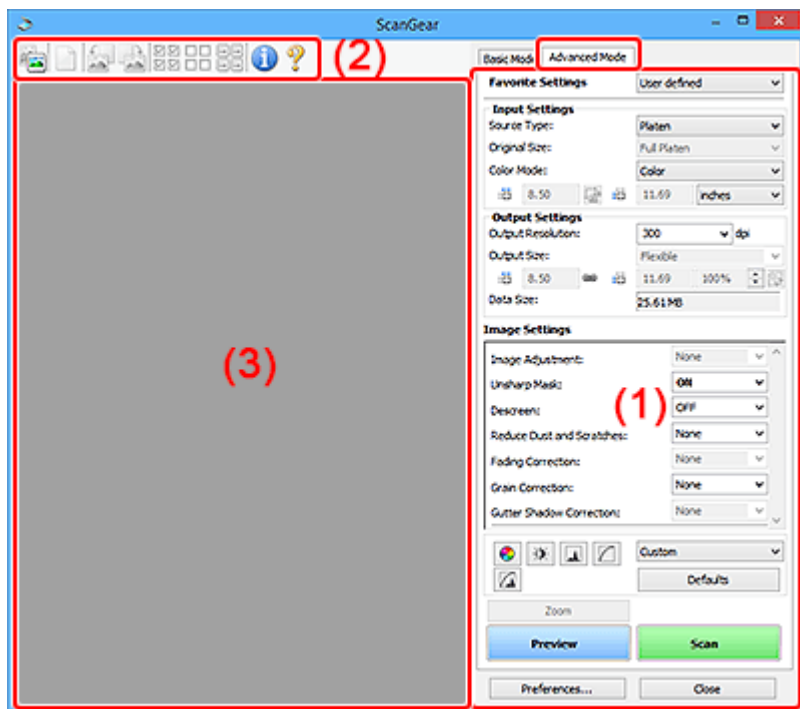 ScanGear
(2)
Basic Mode Advanced Mode
Favorite Settings User defined
Input Settings
Source Type: Platen
Original Size: Full Platen
Color Mode: Color
8.50 11.69 inches
Output Settings
Output Resolution: 300 dpi
Output Size: Flexible
8.50 11.69 100%
Data Size: 25.61MB
Image Settings
(3)
Image Adjustment: None
Unsharp Mask: ON
(1)
Descreen: OFF
Reduce Dust and Scratches: None
Fading Correction: None
Grain Correction: None
Gutter Shadow Correction: None
Custom
Defaults
Zoom
Preview Scan
Preferences... Close